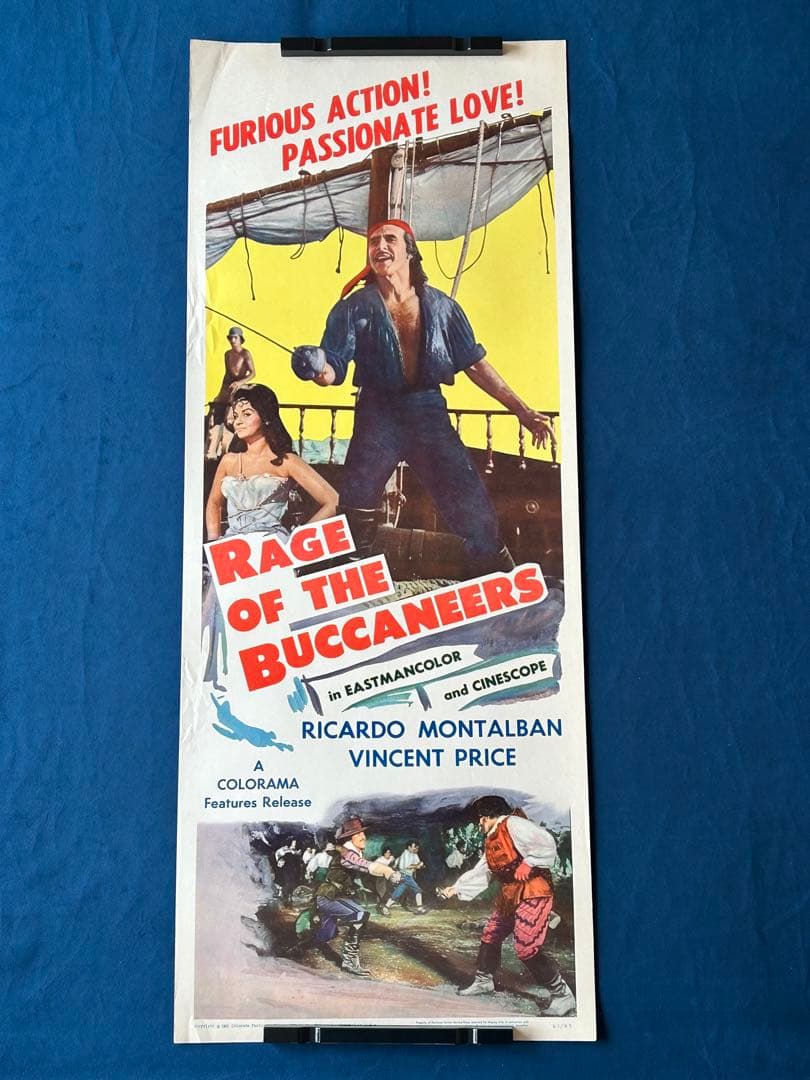 FURIOUS ACTION!
PASSIONATE LOVE!
RAGE
OF THE
BUCCANEERS
in EASTMANCOLOR
and CINESCOPE
RICARDO MONTALBAN
VINCENT PRICE
A
COLORAMA
Features Release